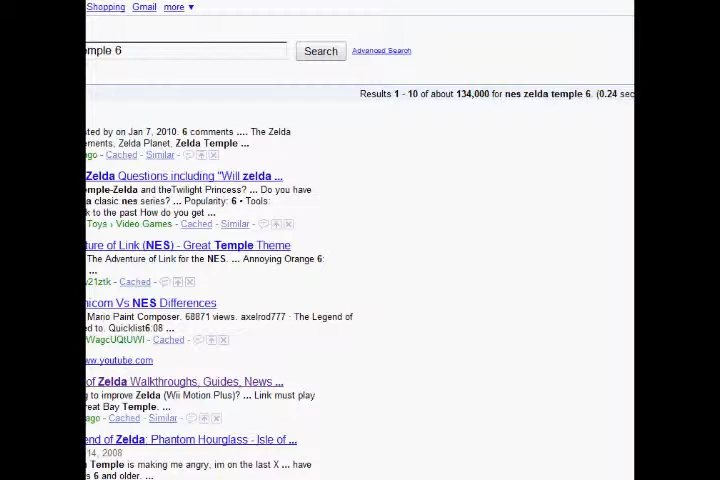 Shopping Gmail more ▼
emple 6 Search Advanced Search
Results 1 - 10 of about 134,000 for nes zelda temple 6. (0.24 sec
ted by on Jan 7, 2010. 6 comments .... The Zelda
ements, Zelda Planet, Zelda Temple ...
ago - Cached - Similar
Zelda Questions including "Will zelda ...
mple-Zelda and theTwilight Princess? ... Do you have
a clasic nes series? ... Popularity: 6 • Tools:
k to the past How do you get ...
Toys › Video Games - Cached - Similar
ture of Link (NES) - Great Temple Theme
The Adventure of Link for the NES. ... Annoying Orange 6:
...
v21ztk - Cached
nicom Vs NES Differences
Mario Paint Composer. 68871 views. axelrod777 · The Legend of
ed to. Quicklist6:08 ...
WagcUQtUWI - Cached
ww.youtube.com
of Zelda Walkthroughs, Guides, News ...
g to improve Zelda (Wii Motion Plus)? ... Link must play
reat Bay Temple. ...
ago - Cached - Similar
end of Zelda: Phantom Hourglass - Isle of ...
14, 2008
Temple is making me angry, im on the last X ... have
s 6 and older. ...